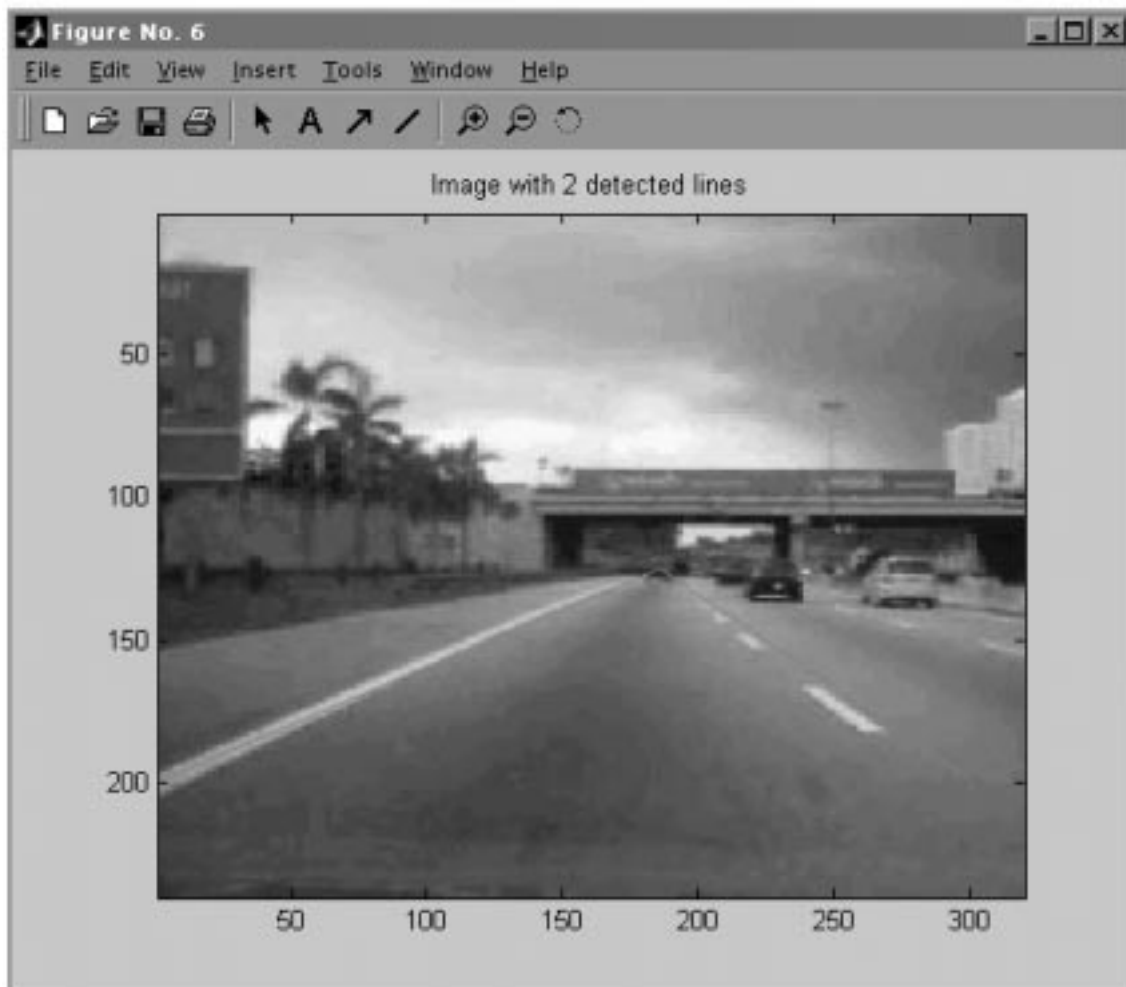 Figure No. 6
File Edit View Insert Tools Window Help
A
Image with 2 detected lines
50
100
150
200
50 100 150 200 250 300